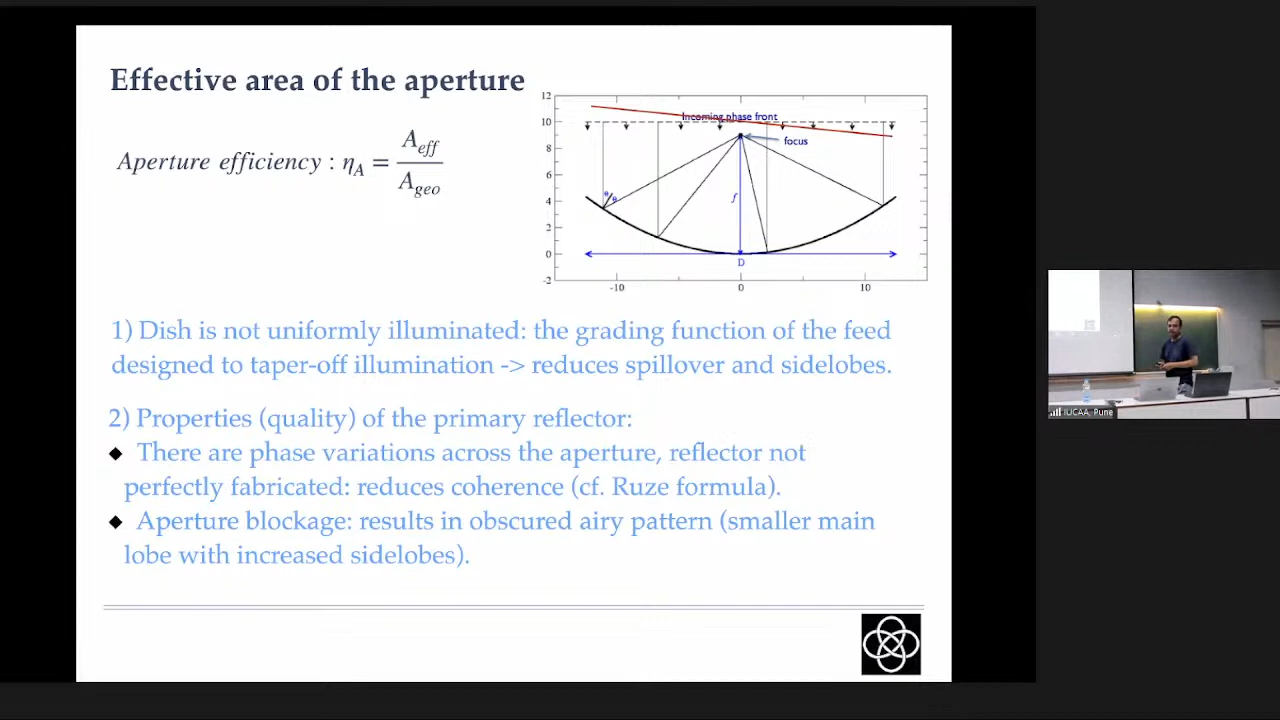 Effective area of the aperture
Aperture efficiency : ηA = Aeff / Ageo
12
10
8
6
4
2
0
-2
-10
0
10
Incoming phase front
focus
f
θ/θ
D
1) Dish is not uniformly illuminated: the grading function of the feed
designed to taper-off illumination -> reduces spillover and sidelobes.
2) Properties (quality) of the primary reflector:
◆ There are phase variations across the aperture, reflector not
perfectly fabricated: reduces coherence (cf. Ruze formula).
◆ Aperture blockage: results in obscured airy pattern (smaller main
lobe with increased sidelobes).
IUCAA, Pune